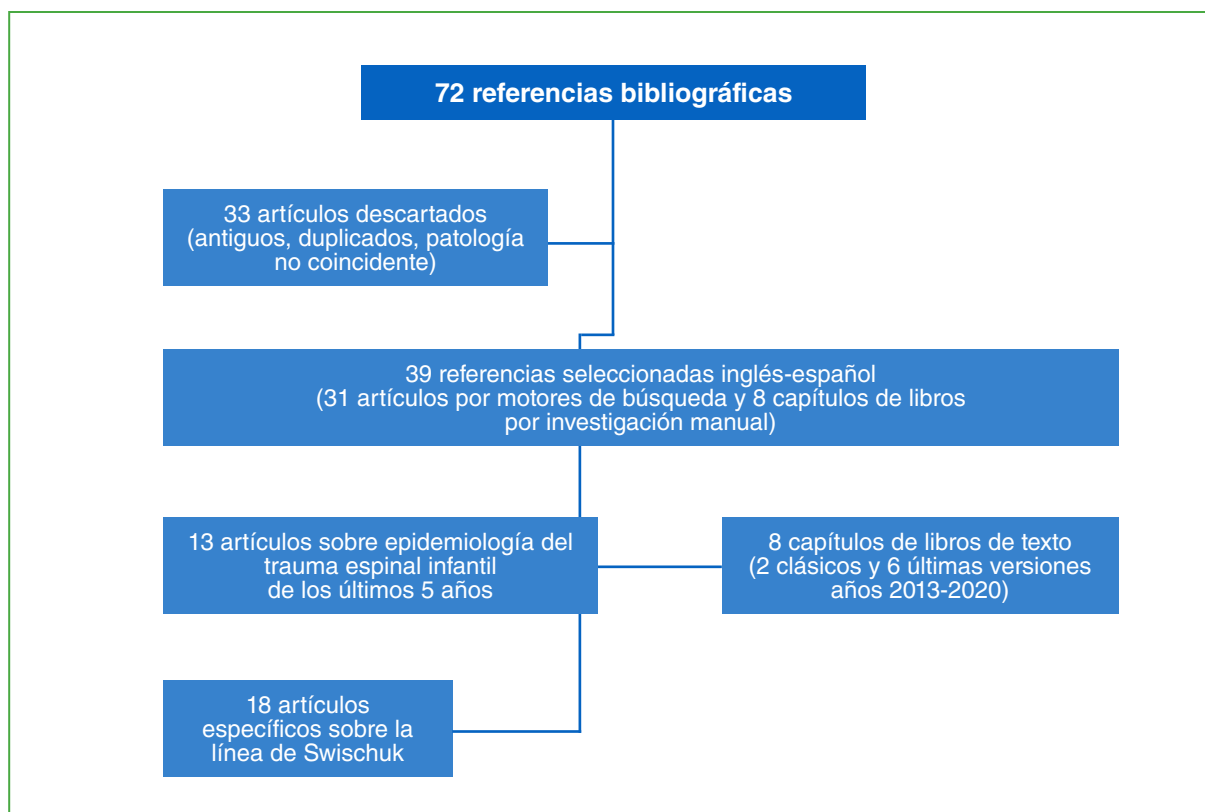 72 referencias bibliográficas
33 artículos descartados
(antiguos, duplicados, patología
no coincidente)
39 referencias seleccionadas inglés-español
(31 artículos por motores de búsqueda y 8 capítulos de libros
por investigación manual)
13 artículos sobre epidemiología del
trauma espinal infantil
de los últimos 5 años
8 capítulos de libros de texto
(2 clásicos y 6 últimas versiones
años 2013-2020)
18 artículos
específicos sobre la
línea de Swischuk